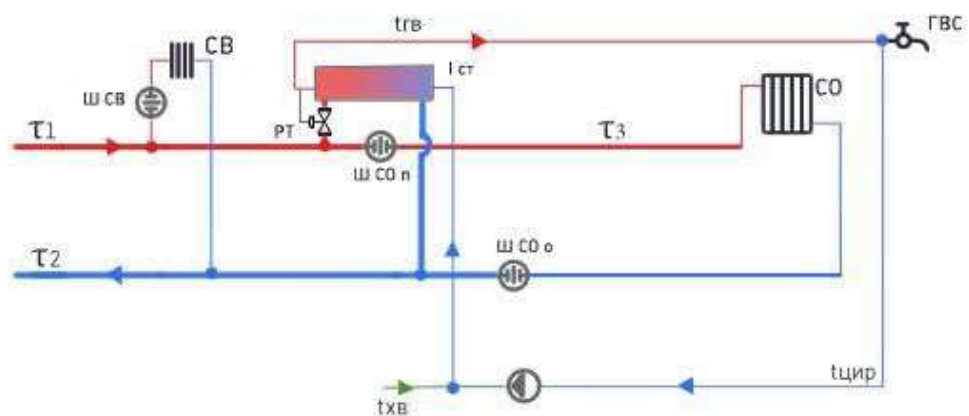 tгв
ГВС
СВ
I ст
СО
Ш СВ
τ1
РТ
τ3
Ш СО п
τ2
Ш СО о
tцир
tхв